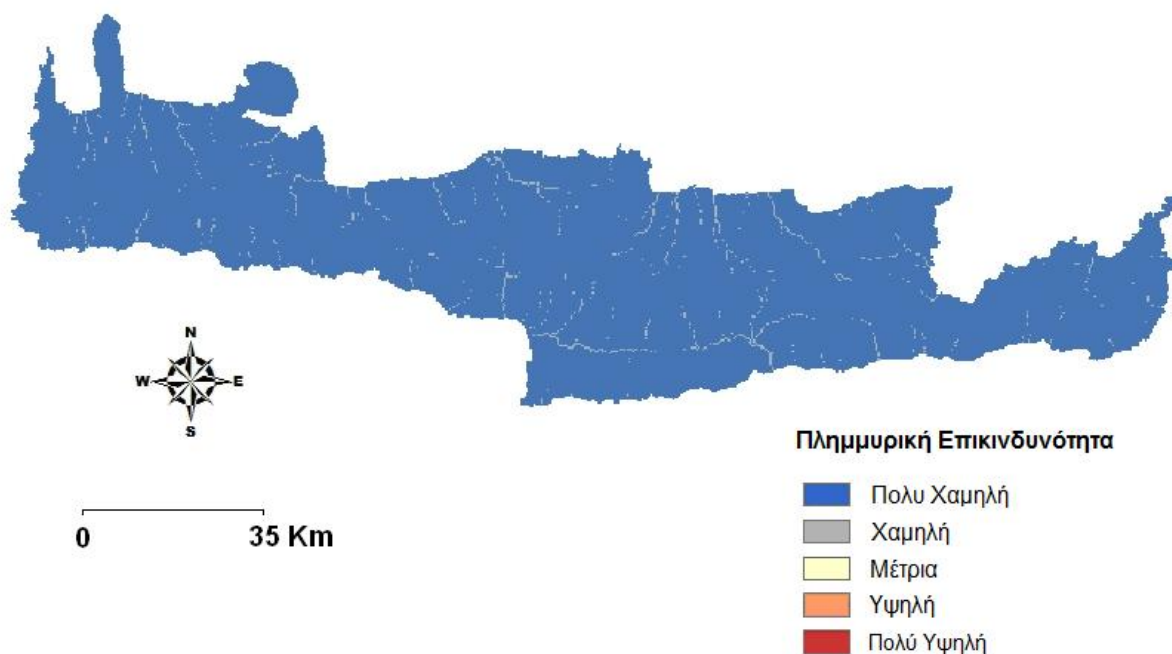 N
W E
S
0 35 Km
Πλημμυρική Επικινδυνότητα
Πολυ Χαμηλή
Χαμηλή
Μέτρια
Υψηλή
Πολύ Υψηλή